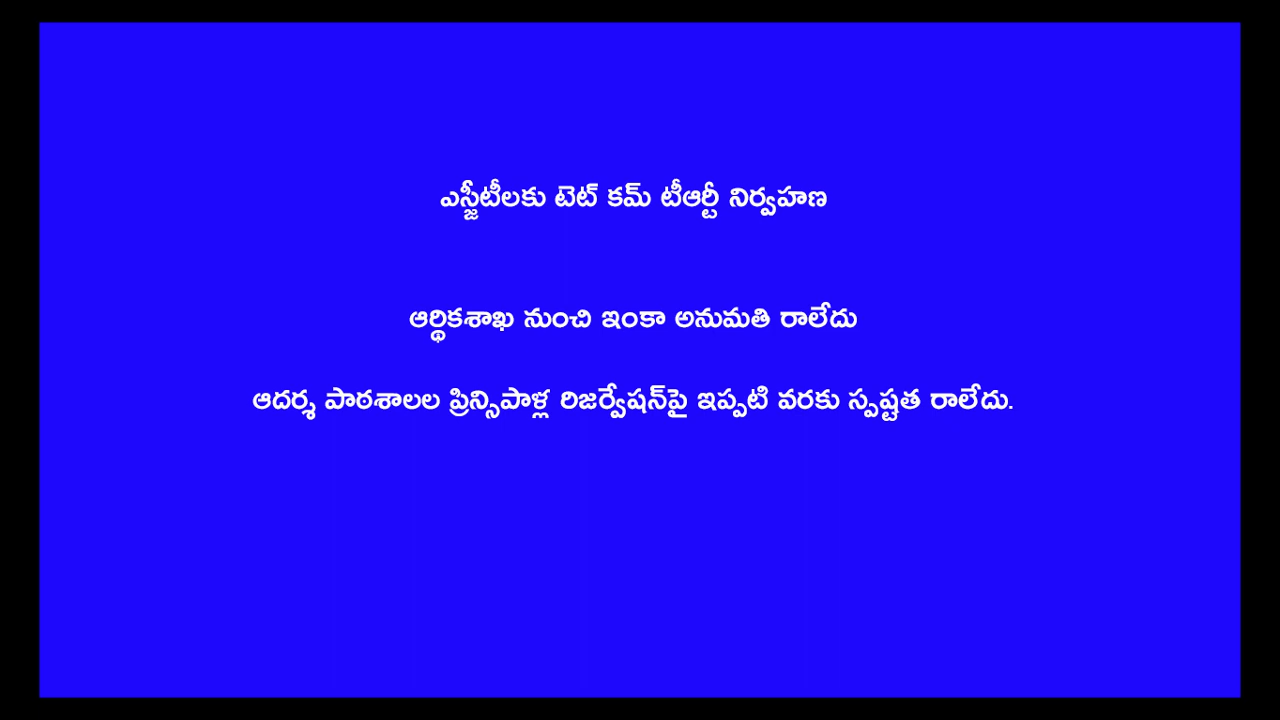 ఎస్జీటీలకు టెట్ కమ్ టీఆర్టీ నిర్వహణ
ఆర్థికశాఖ నుంచి ఇంకా అనుమతి రాలేదు
ఆదర్శ పాఠశాలల ప్రిన్సిపాళ్ల రిజర్వేషన్‌పై ఇప్పటి వరకు స్పష్టత రాలేదు.